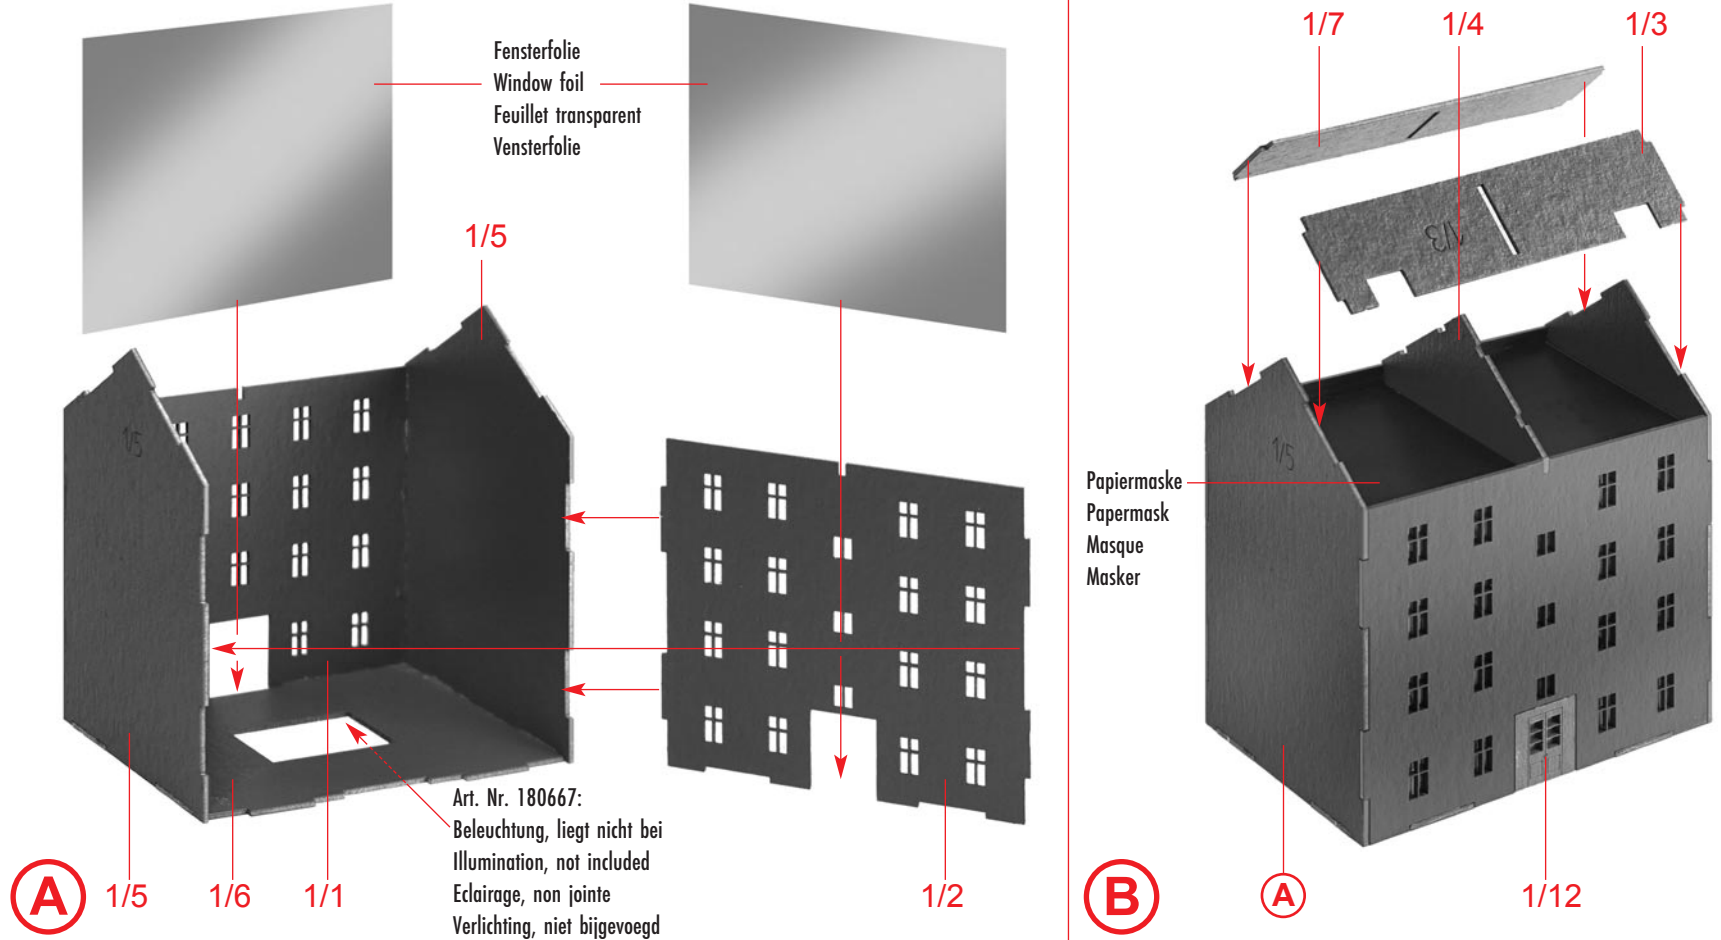 Fensterfolie
Window foil
Feuillet transparent
Vensterfolie
1/5
1/5
Art. Nr. 180667:
Beleuchtung, liegt nicht bei
Illumination, not included
Eclairage, non jointe
Verlichting, niet bijgevoegd
A
1/5
1/6
1/1
1/2
1/7
1/4
1/3
1/3
1/5
Papiermaske
Papermask
Masque
Masker
B
A
1/12